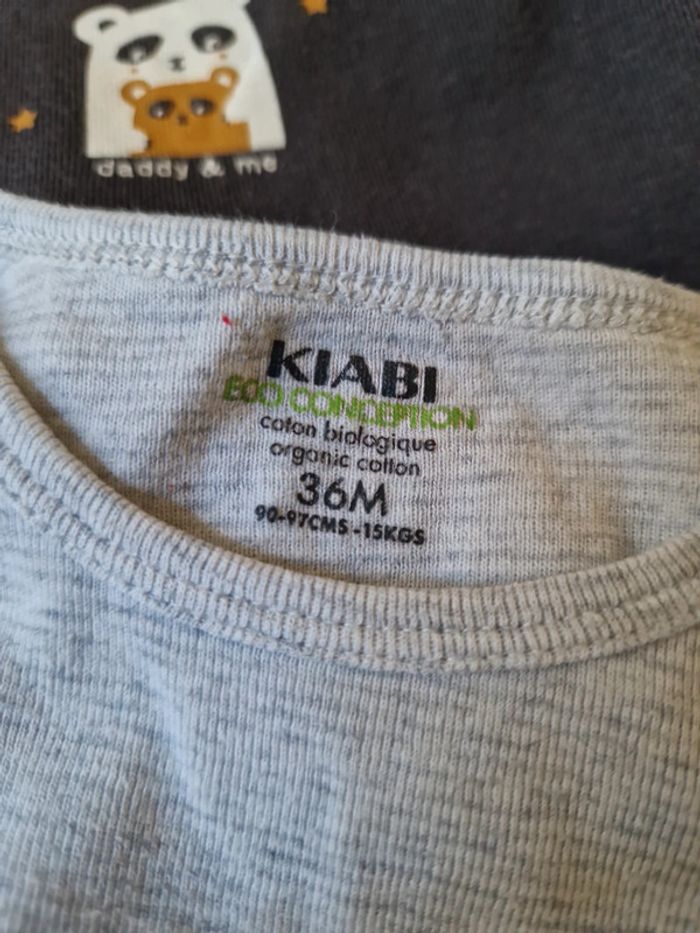 daddy & me
KIABI
ECO CONCEPTION
coton biologique
organic cotton
36M
90-97CMS-15KGS